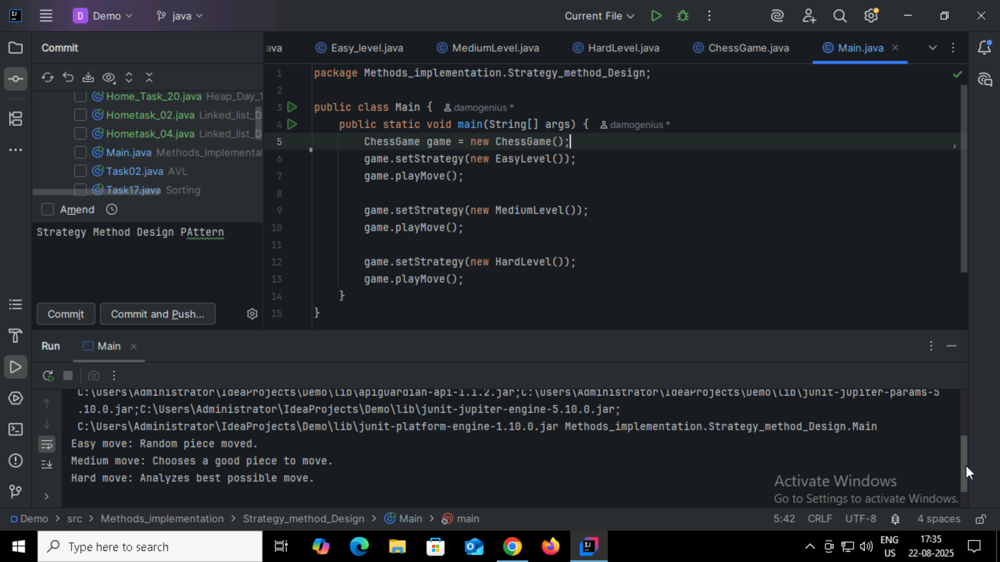 D Demo java Current File
Commit
ava Easy_level.java MediumLevel.java HardLevel.java ChessGame.java Main.java
Home_Task_20.java Heap_Day_1
Hometask_02.java Linked_list_D
Hometask_04.java Linked_list_D
Main.java Methods_implementat
Task02.java AVL
Task17.java Sorting
Amend
Strategy Method Design PAttern
Commit Commit and Push...
1 package Methods_implementation.Strategy_method_Design;
2
3 public class Main { damogenius *
4 public static void main(String[] args) { damogenius *
5 ChessGame game = new ChessGame();
6 game.setStrategy(new EasyLevel());
7 game.playMove();
8
9 game.setStrategy(new MediumLevel());
10 game.playMove();
11
12 game.setStrategy(new HardLevel());
13 game.playMove();
14 }
15 }
Run Main
C:\Users\Administrator\IdeaProjects\Demo\lib\apiguardian-api-1.1.2.jar;C:\Users\Administrator\IdeaProjects\Demo\lib\junit-jupiter-params-5
.10.0.jar;C:\Users\Administrator\IdeaProjects\Demo\lib\junit-jupiter-engine-5.10.0.jar;
C:\Users\Administrator\IdeaProjects\Demo\lib\junit-platform-engine-1.10.0.jar Methods_implementation.Strategy_method_Design.Main
Easy move: Random piece moved.
Medium move: Chooses a good piece to move.
Hard move: Analyzes best possible move.
Activate Windows
Go to Settings to activate Windows.
Demo > src > Methods_implementation > Strategy_method_Design > Main > main 5:42 CRLF UTF-8 4 spaces
Type here to search
ENG
US
17:35
22-08-2025